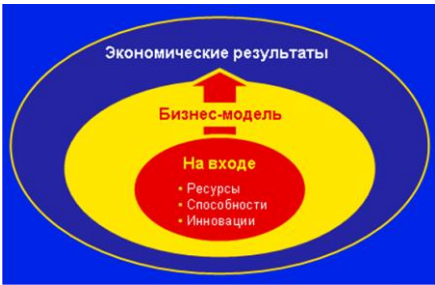 Экономические результаты
Бизнес-модель
На входе
• Ресурсы
• Способности
• Инновации